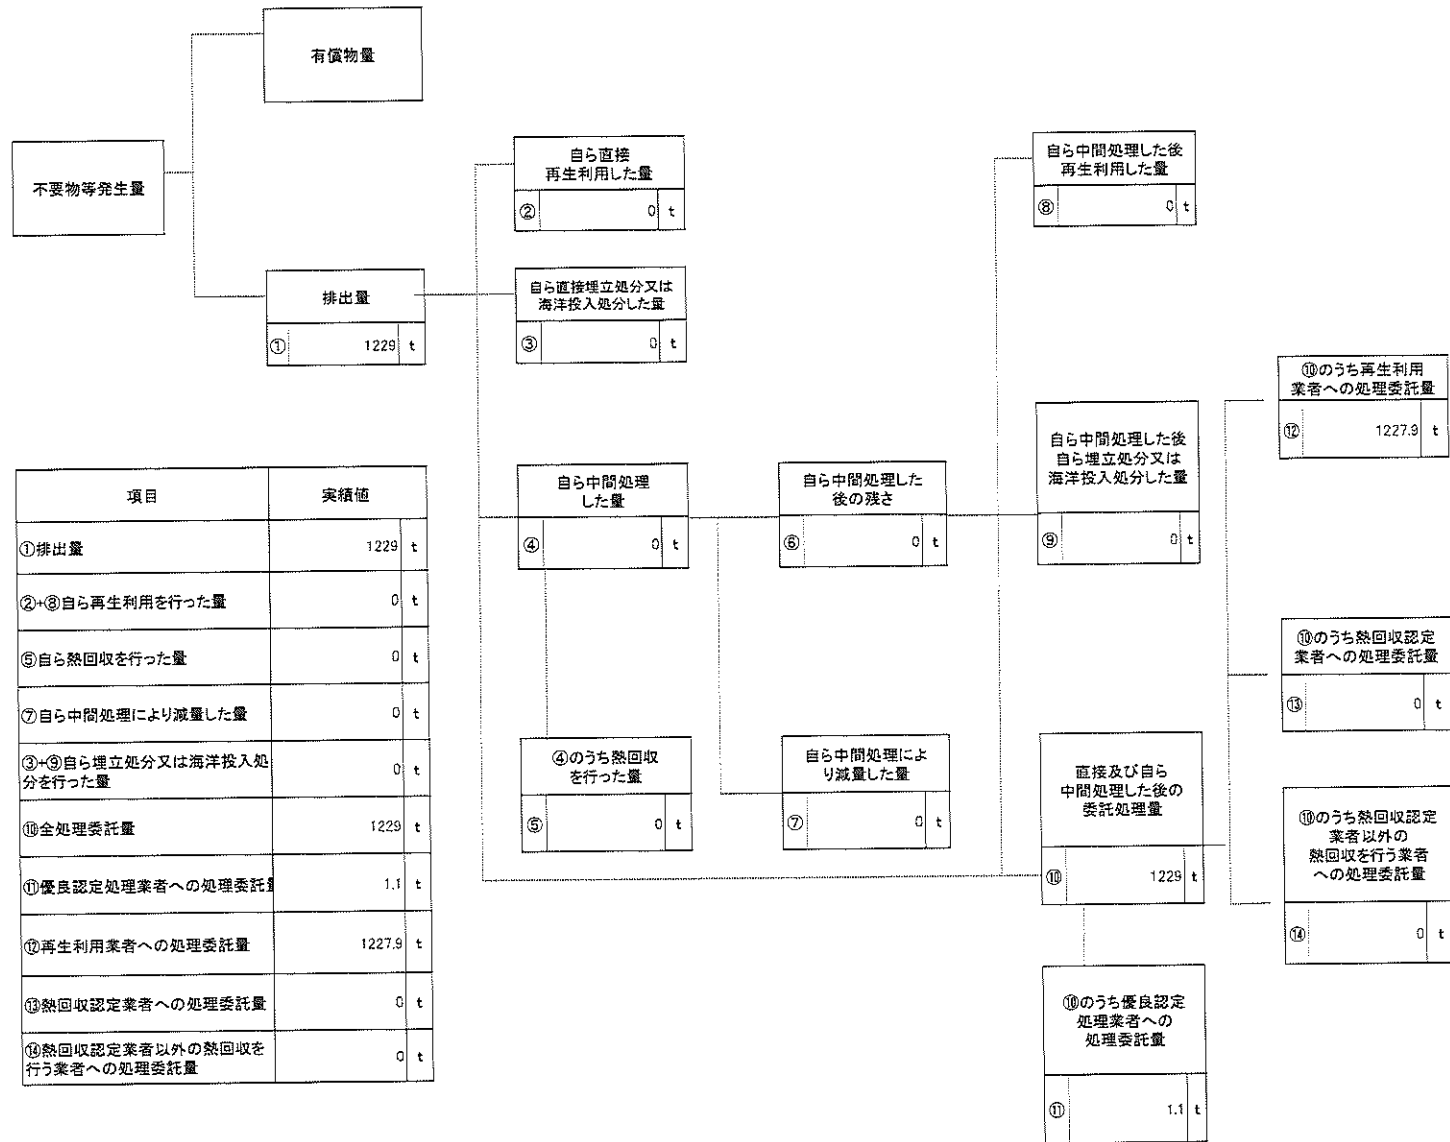 有償物量
不要物等発生量
排出量
① 1229 t
自ら直接
再生利用した量
② 0 t
自ら直接埋立処分又は
海洋投入処分した量
③ 0 t
自ら中間処理した後
再生利用した量
⑧ 0 t
⑩のうち再生利用
業者への処理委託量
⑫ 1227.9 t
自ら中間処理
した量
④ 0 t
自ら中間処理した
後の残さ
⑥ 0 t
自ら中間処理した後
自ら埋立処分又は
海洋投入処分した量
⑨ 0 t
⑩のうち熱回収認定
業者への処理委託量
⑬ 0 t
④のうち熱回収
を行った量
⑤ 0 t
自ら中間処理によ
り減量した量
⑦ 0 t
直接及び自ら
中間処理した後の
委託処理量
⑩ 1229 t
⑩のうち熱回収認定
業者以外の
熱回収を行う業者
への処理委託量
⑭ 0 t
⑩のうち優良認定
処理業者への
処理委託量
⑪ 1.1 t
項目 実績値
①排出量 1229 t
②+⑧自ら再生利用を行った量 0 t
⑤自ら熱回収を行った量 0 t
⑦自ら中間処理により減量した量 0 t
③+⑨自ら埋立処分又は海洋投入処
分を行った量 0 t
⑩全処理委託量 1229 t
⑪優良認定処理業者への処理委託量 1.1 t
⑫再生利用業者への処理委託量 1227.9 t
⑬熱回収認定業者への処理委託量 0 t
⑭熱回収認定業者以外の熱回収を
行う業者への処理委託量 0 t